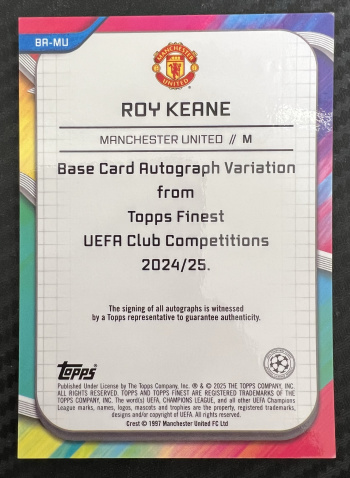 BA-MU
MANCHESTER
UNITED
ROY KEANE
MANCHESTER UNITED // M
Base Card Autograph Variation
from
Topps Finest
UEFA Club Competitions
2024/25.
The signing of all autographs is witnessed
by a Topps representative to guarantee authenticity.
Topps
Published Under License by The Topps Company, Inc. ® & © 2025 THE TOPPS COMPANY, INC.
ALL RIGHTS RESERVED. TOPPS AND TOPPS FINEST ARE REGISTERED TRADEMARKS OF THE
TOPPS COMPANY, INC. The word(s) UEFA, CHAMPIONS LEAGUE, and all other UEFA Champions
League marks, names, logos, mascots and trophies are the property, registered trademarks,
designs and/or copyright of UEFA. All rights reserved.
Crest © 1997 Manchester United FC Ltd